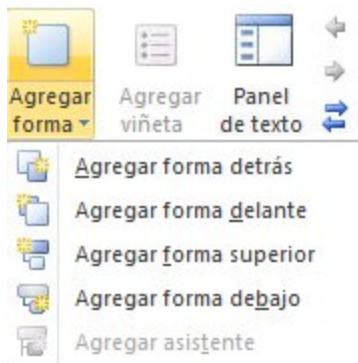 Agregar forma
Agregar viñeta
Panel de texto
Agregar forma detrás
Agregar forma delante
Agregar forma superior
Agregar forma debajo
Agregar asistente